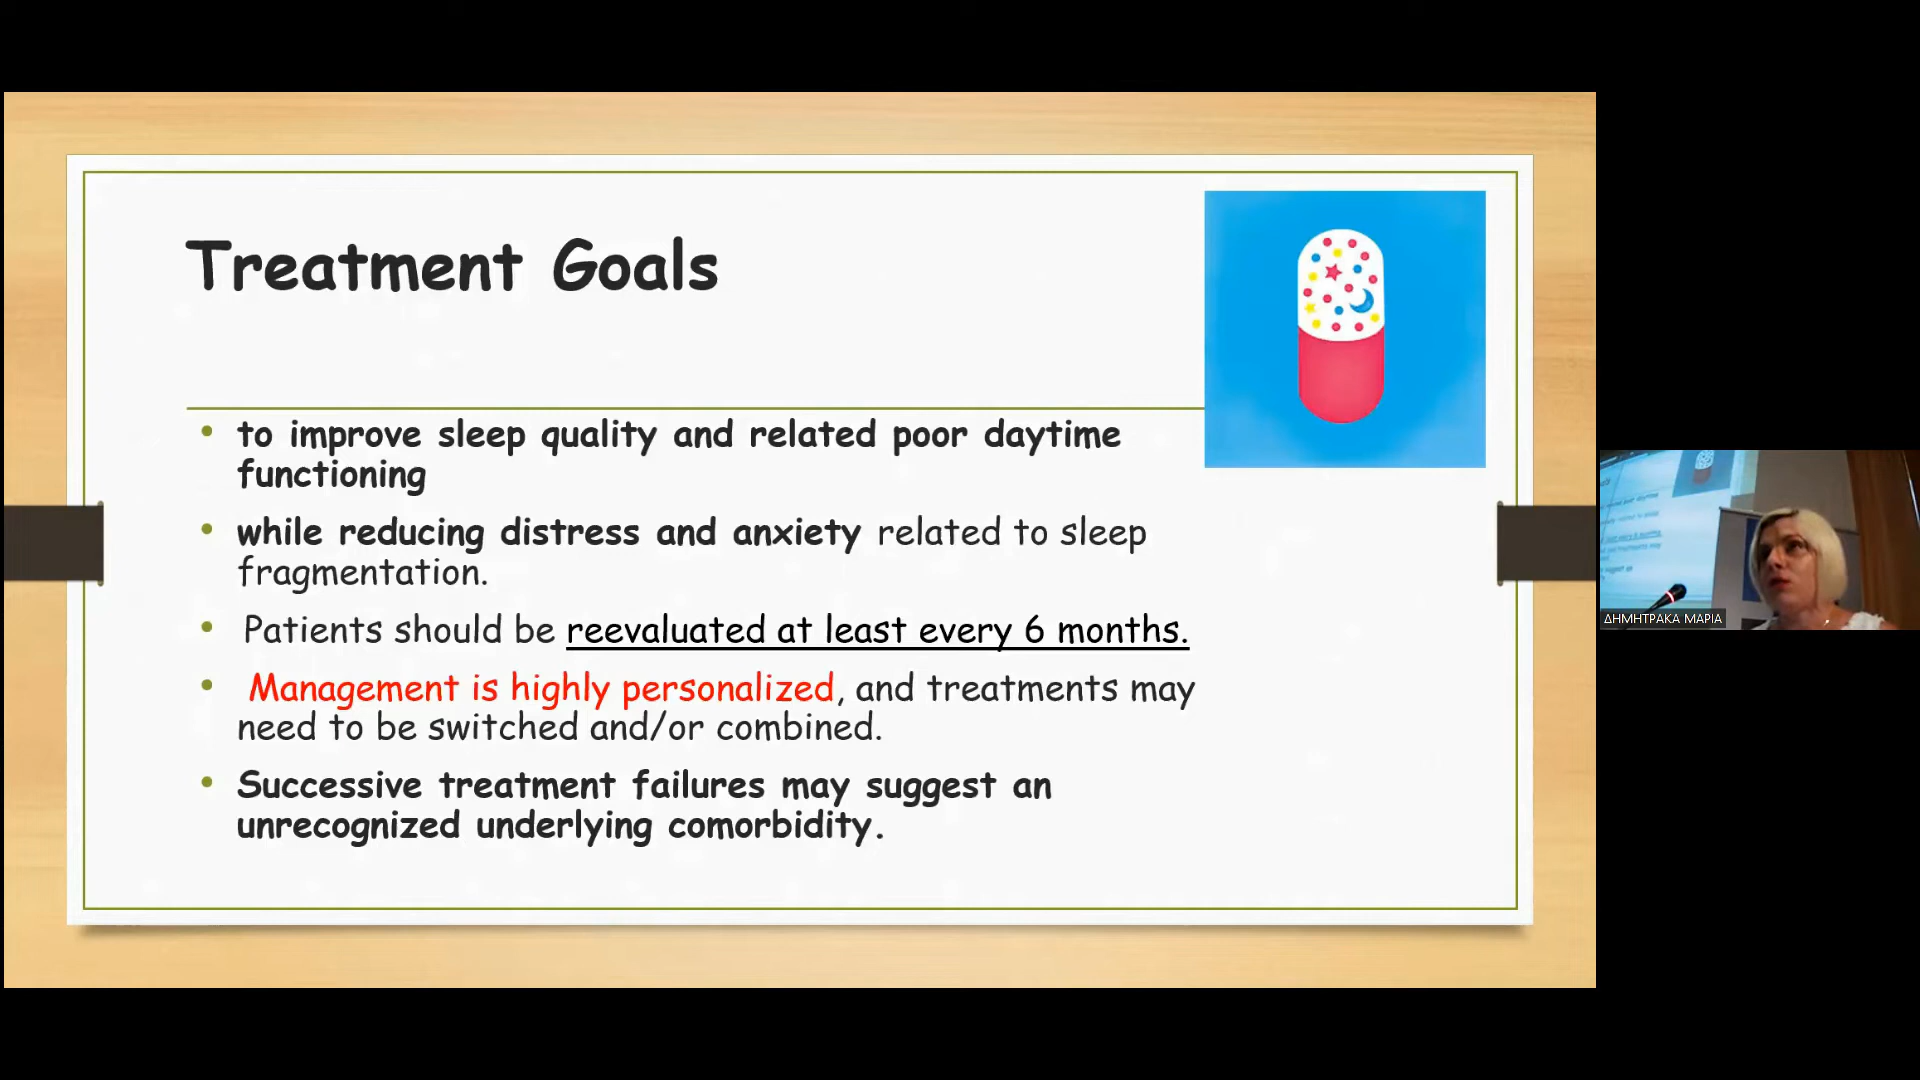 Treatment Goals
• to improve sleep quality and related poor daytime
functioning
• while reducing distress and anxiety related to sleep
fragmentation.
• Patients should be reevaluated at least every 6 months.
• Management is highly personalized, and treatments may
need to be switched and/or combined.
• Successive treatment failures may suggest an
unrecognized underlying comorbidity.
ΔΗΜΗΤΡΑΚΑ ΜΑΡΙΑ